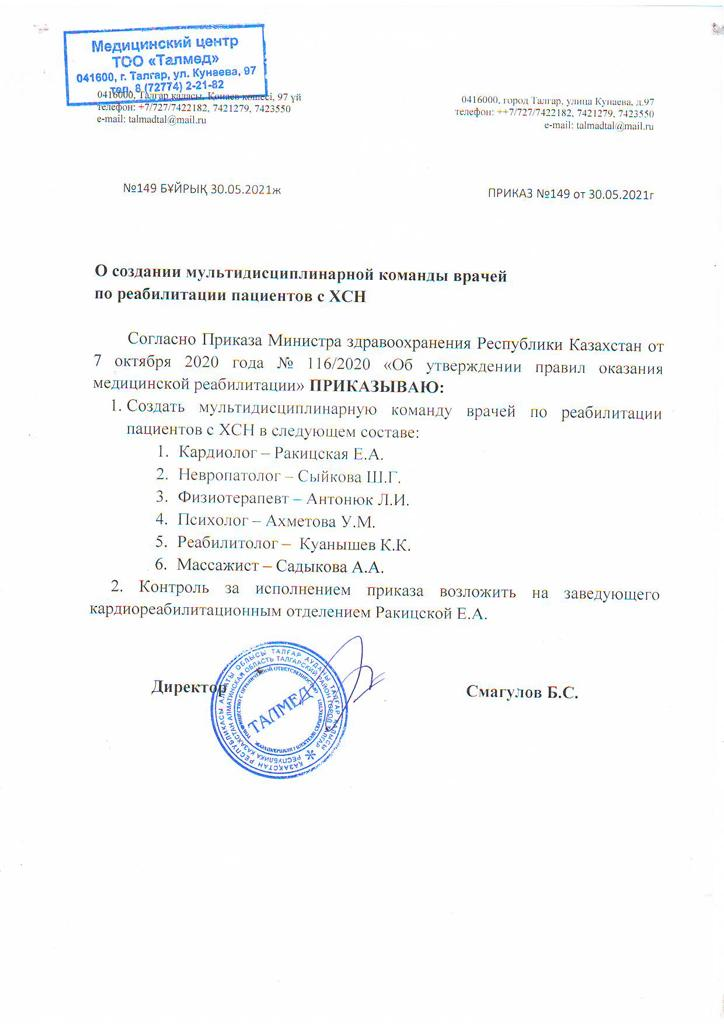 Медицинский центр
ТОО «Талмед»
041600, г. Талгар, ул. Кунаева, 97
тел. 8 (72774) 2-21-82
0416000, Талғар қаласы, Қонаев көшесі, 97 үй
телефон: +7/727/7422182, 7421279, 7423550
e-mail: talmadtal@mail.ru
0416000, город Талгар, улица Кунаева, д.97
телефон: ++7/727/7422182, 7421279, 7423550
e-mail: talmadtal@mail.ru
№149 БҰЙРЫҚ 30.05.2021ж
ПРИКАЗ №149 от 30.05.2021г
О создании мультидисциплинарной команды врачей
по реабилитации пациентов с ХСН
Согласно Приказа Министра здравоохранения Республики Казахстан от
7 октября 2020 года № 116/2020 «Об утверждении правил оказания
медицинской реабилитации» ПРИКАЗЫВАЮ:
1. Создать мультидисциплинарную команду врачей по реабилитации
пациентов с ХСН в следующем составе:
1. Кардиолог – Ракицская Е.А.
2. Невропатолог – Сыйкова Ш.Г.
3. Физиотерапевт – Антонюк Л.И.
4. Психолог – Ахметова У.М.
5. Реабилитолог – Куанышев К.К.
6. Массажист – Садыкова А.А.
2. Контроль за исполнением приказа возложить на заведующего
кардиореабилитационным отделением Ракицской Е.А.
Директор
ТАЛМЕД
Смагулов Б.С.